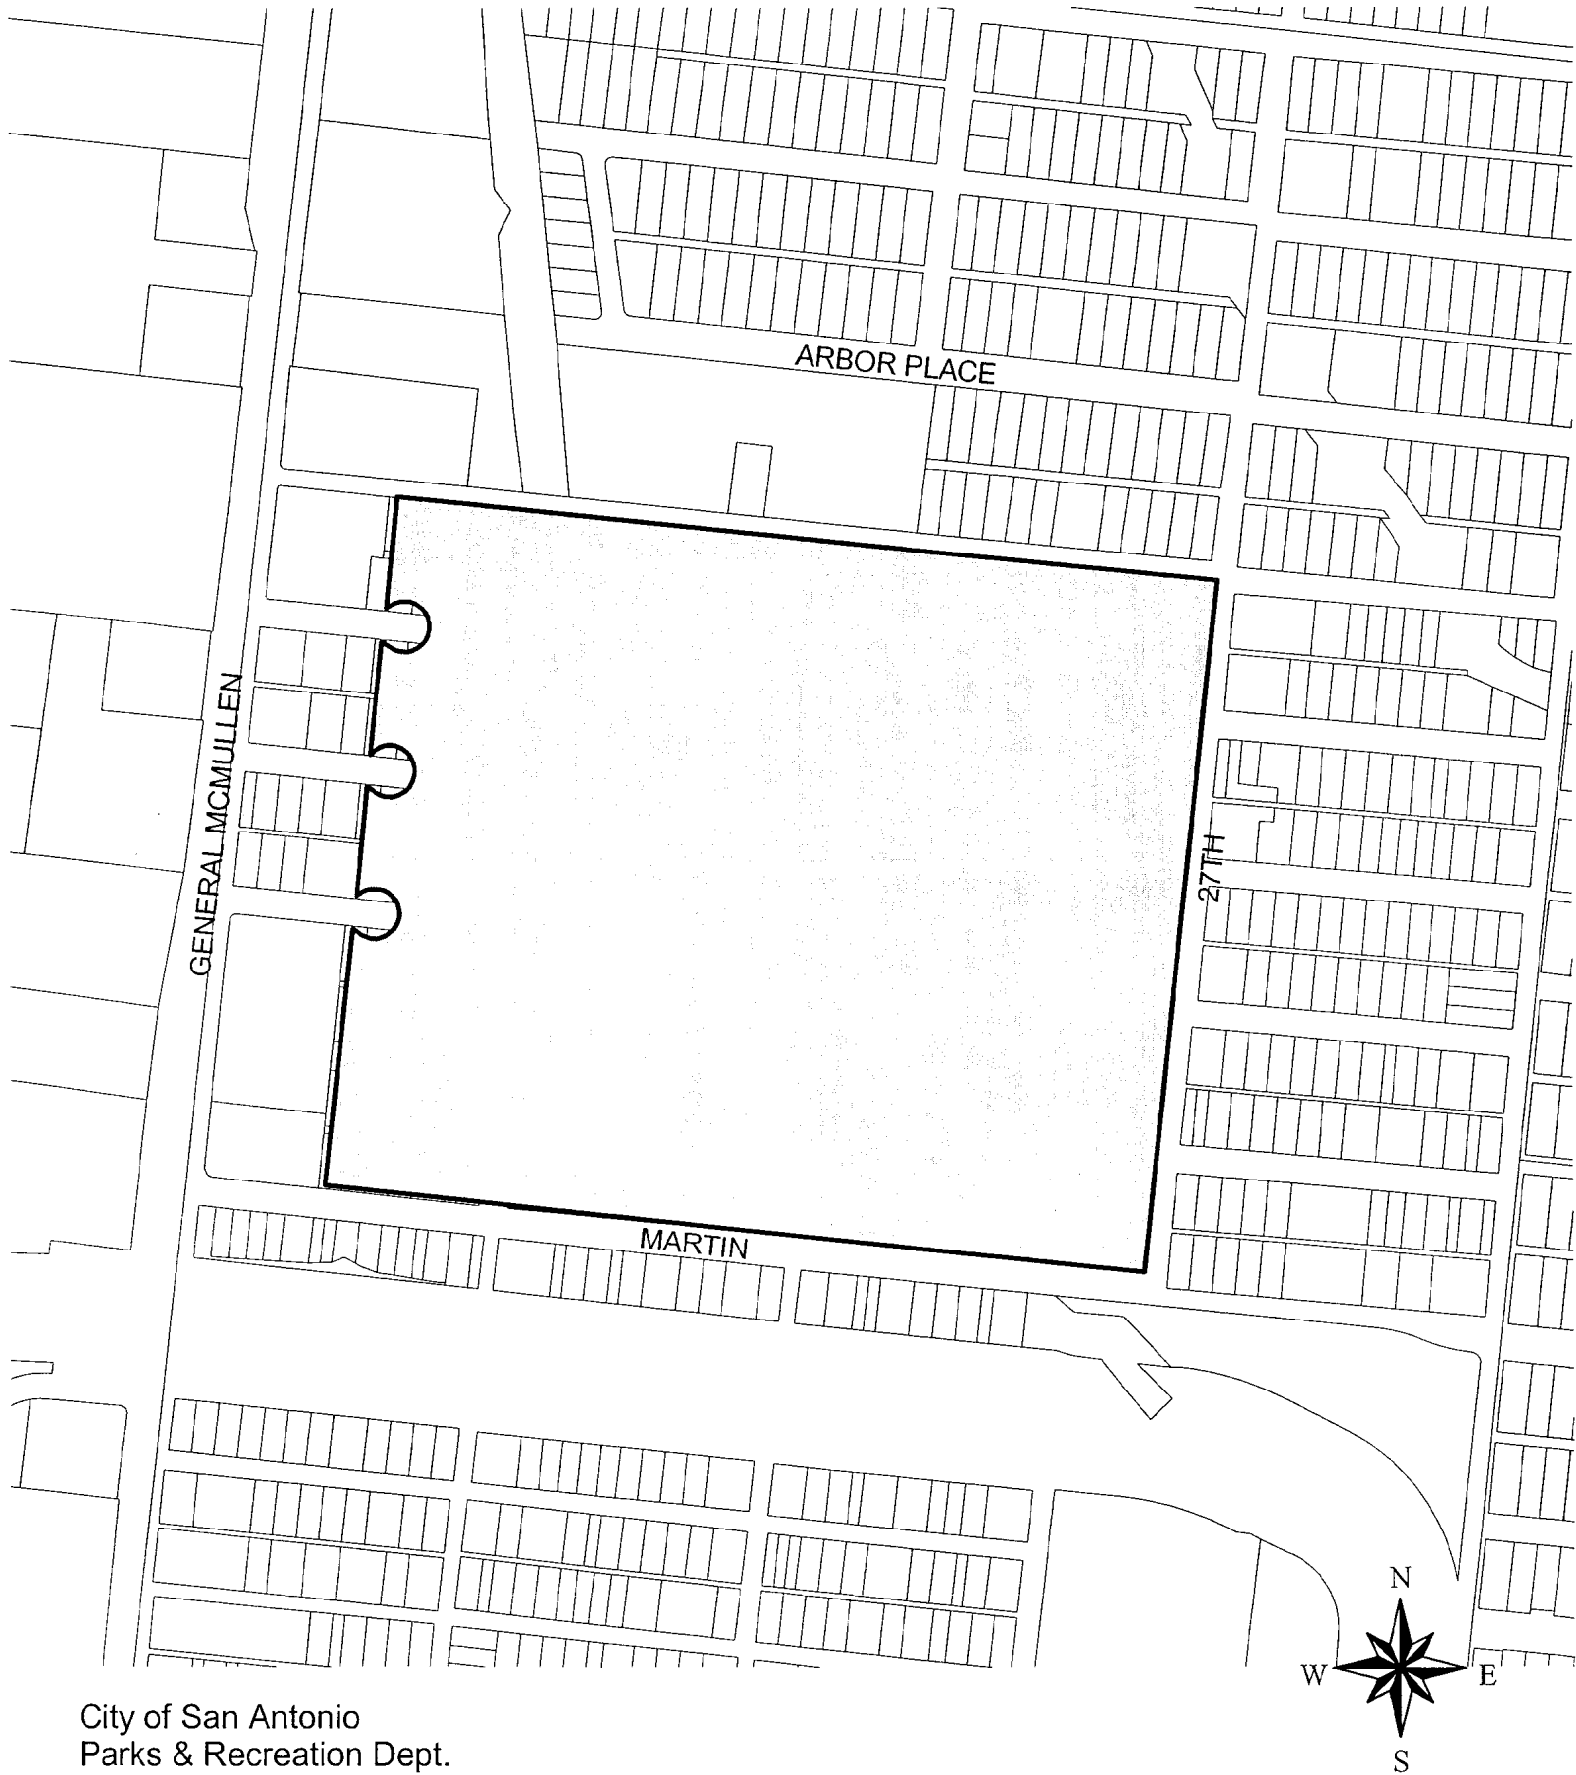 ARBOR PLACE
GENERAL MCMULLEN
27TH
MARTIN
N
W
E
S
City of San Antonio
Parks & Recreation Dept.